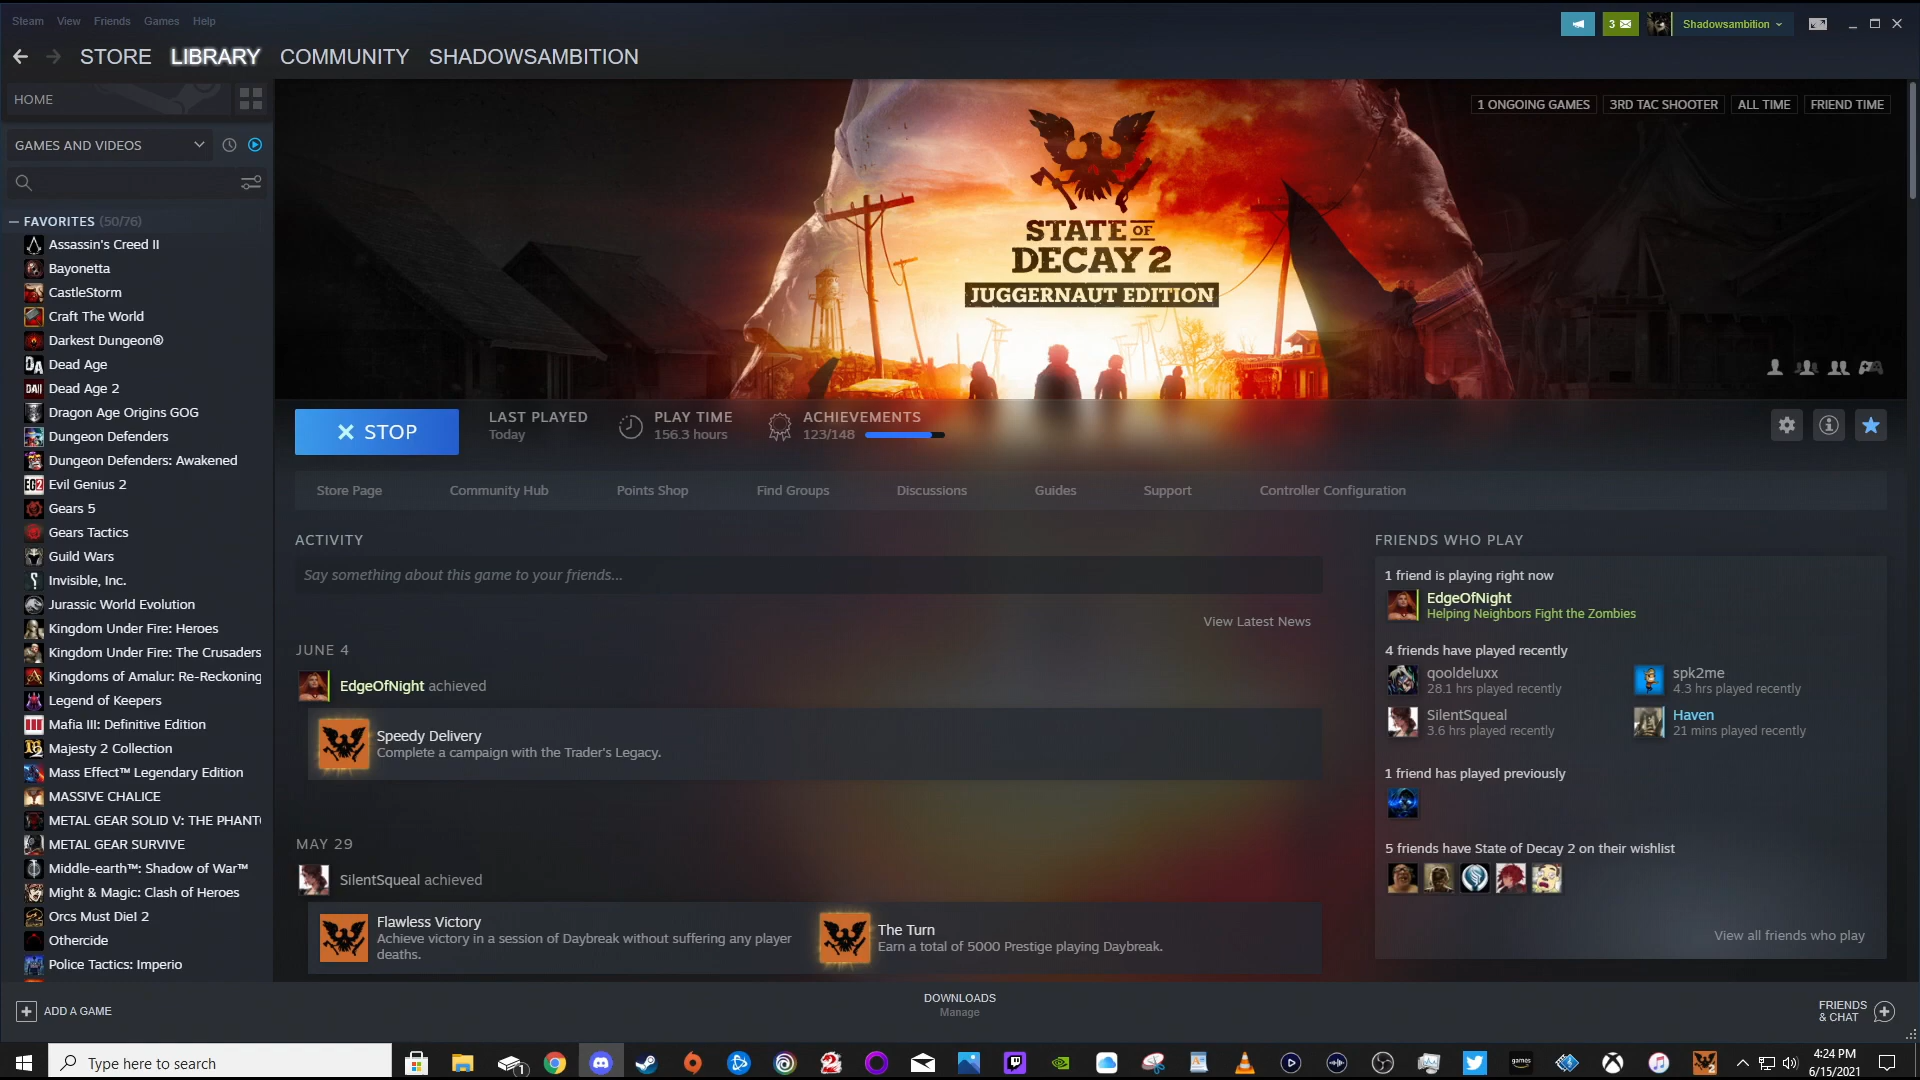 Steam View Friends Games Help
3
Shadowsambition
STORE LIBRARY COMMUNITY SHADOWSAMBITION
HOME
GAMES AND VIDEOS
FAVORITES (50/76)
Assassin's Creed II
Bayonetta
CastleStorm
Craft The World
Darkest Dungeon®
Dead Age
Dead Age 2
Dragon Age Origins GOG
Dungeon Defenders
Dungeon Defenders: Awakened
Evil Genius 2
Gears 5
Gears Tactics
Guild Wars
Invisible, Inc.
Jurassic World Evolution
Kingdom Under Fire: Heroes
Kingdom Under Fire: The Crusaders
Kingdoms of Amalur: Re-Reckoning
Legend of Keepers
Mafia III: Definitive Edition
Majesty 2 Collection
Mass Effect™ Legendary Edition
MASSIVE CHALICE
METAL GEAR SOLID V: THE PHANT
METAL GEAR SURVIVE
Middle-earth™: Shadow of War™
Might & Magic: Clash of Heroes
Orcs Must Die! 2
Othercide
Police Tactics: Imperio
1 ONGOING GAMES 3RD TAC SHOOTER ALL TIME FRIEND TIME
STATE OF
DECAY 2
JUGGERNAUT EDITION
STOP
LAST PLAYED
Today
PLAY TIME
156.3 hours
ACHIEVEMENTS
123/148
Store Page Community Hub Points Shop Find Groups Discussions Guides Support Controller Configuration
ACTIVITY
Say something about this game to your friends...
View Latest News
JUNE 4
EdgeOfNight achieved
Speedy Delivery
Complete a campaign with the Trader's Legacy.
MAY 29
SilentSqueal achieved
Flawless Victory
Achieve victory in a session of Daybreak without suffering any player
deaths.
The Turn
Earn a total of 5000 Prestige playing Daybreak.
FRIENDS WHO PLAY
1 friend is playing right now
EdgeOfNight
Helping Neighbors Fight the Zombies
4 friends have played recently
qooldeluxx
28.1 hrs played recently
spk2me
4.3 hrs played recently
SilentSqueal
3.6 hrs played recently
Haven
21 mins played recently
1 friend has played previously
5 friends have State of Decay 2 on their wishlist
View all friends who play
ADD A GAME
DOWNLOADS
Manage
FRIENDS
& CHAT
Type here to search
4:24 PM
6/15/2021